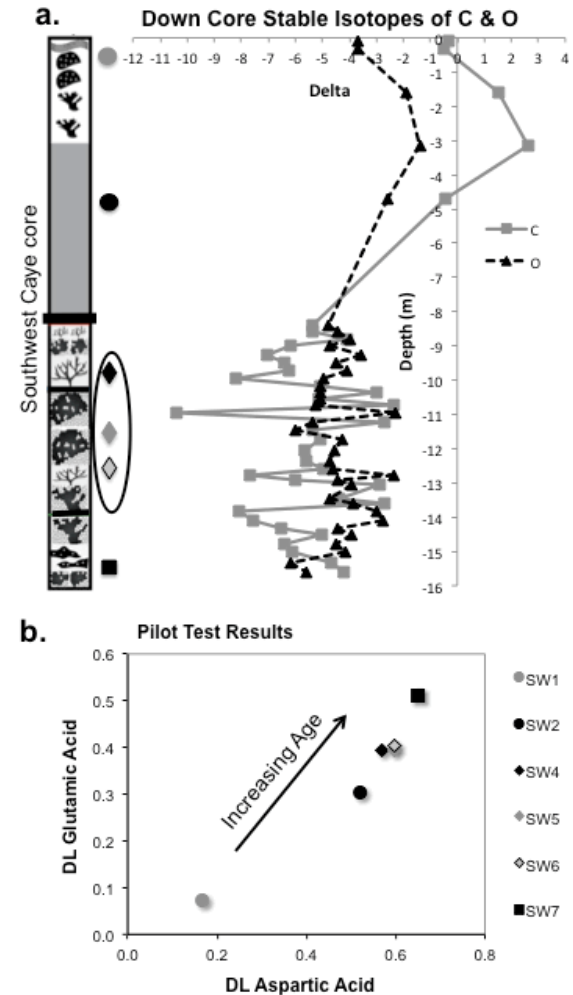 a.
Down Core Stable Isotopes of C & O
-12 -11 -10 -9 -8 -7 -6 -5 -4 -3 -2 -1 0 1 2 3 4
Delta
-1
-2
-3
-4
-5
-6
-7
-8
-9
-10
-11
-12
-13
-14
-15
-16
Depth (m)
C
O
Southwest Caye core
b.
Pilot Test Results
0.6
0.5
0.4
0.3
0.2
0.1
0.0
DL Glutamic Acid
Increasing Age
0.0 0.2 0.4 0.6 0.8
DL Aspartic Acid
SW1
SW2
SW4
SW5
SW6
SW7